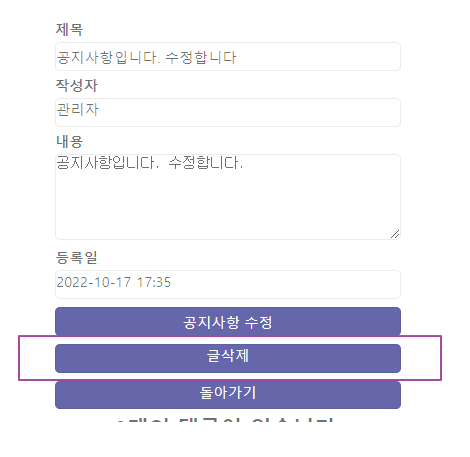 제목
공지사항입니다. 수정합니다
작성자
관리자
내용
공지사항입니다. 수정합니다.
등록일
2022-10-17 17:35
공지사항 수정
글삭제
돌아가기